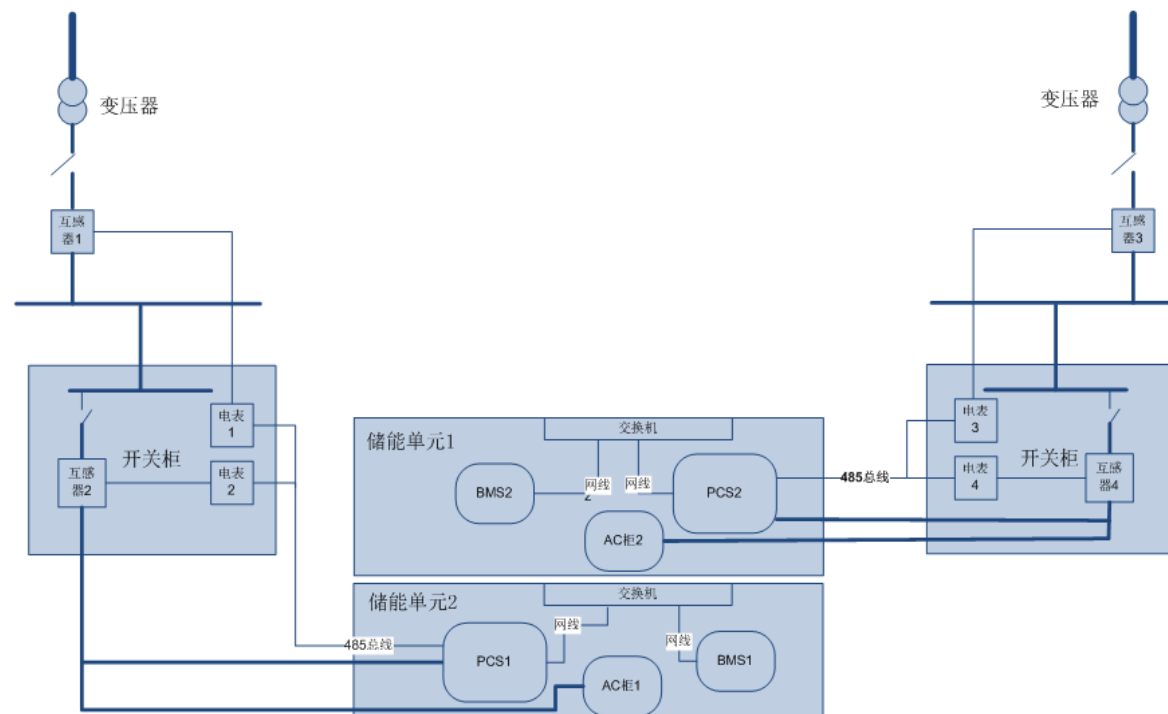 变压器
变压器
互感
器1
互感
器3
电表
1
开关柜
互感
器2
电表
2
储能单元1
交换机
BMS2
网线
2
网线
PCS2
AC柜2
485总线
电表
3
电表
4
开关柜
互感
器4
储能单元2
交换机
485总线
PCS1
网线
网线
BMS1
AC柜1